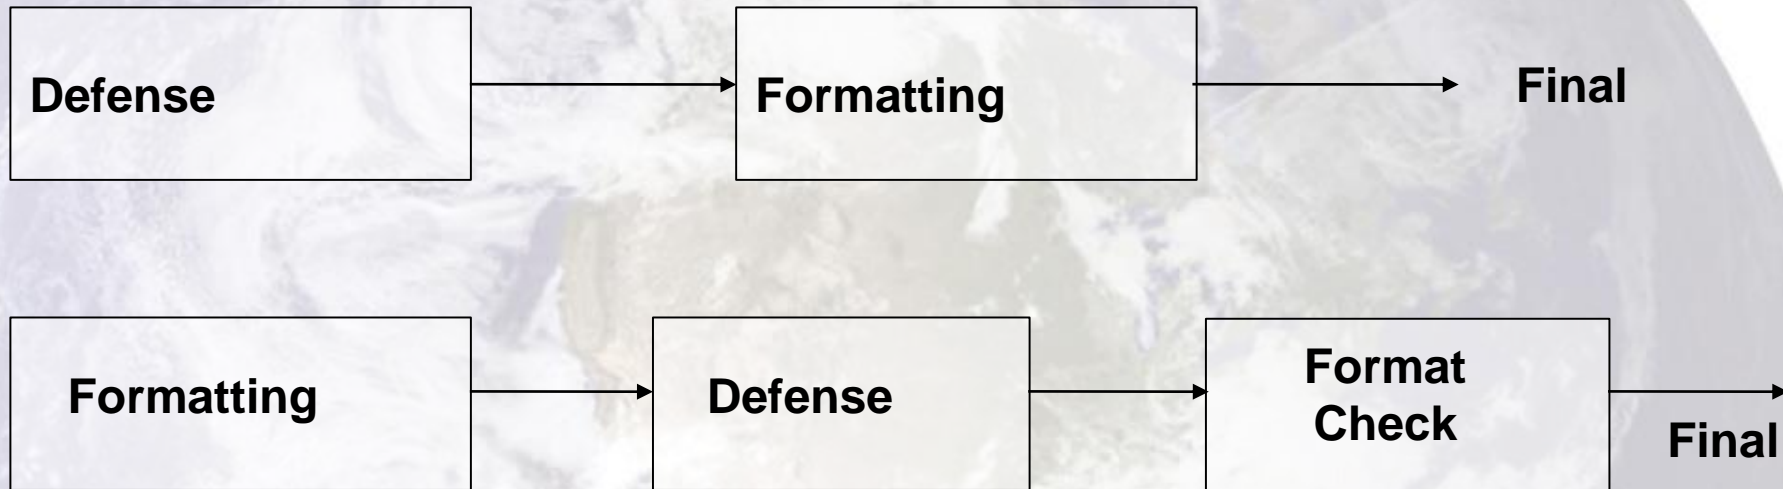 Defense
Formatting
Final
Formatting
Defense
Format
Check
Final